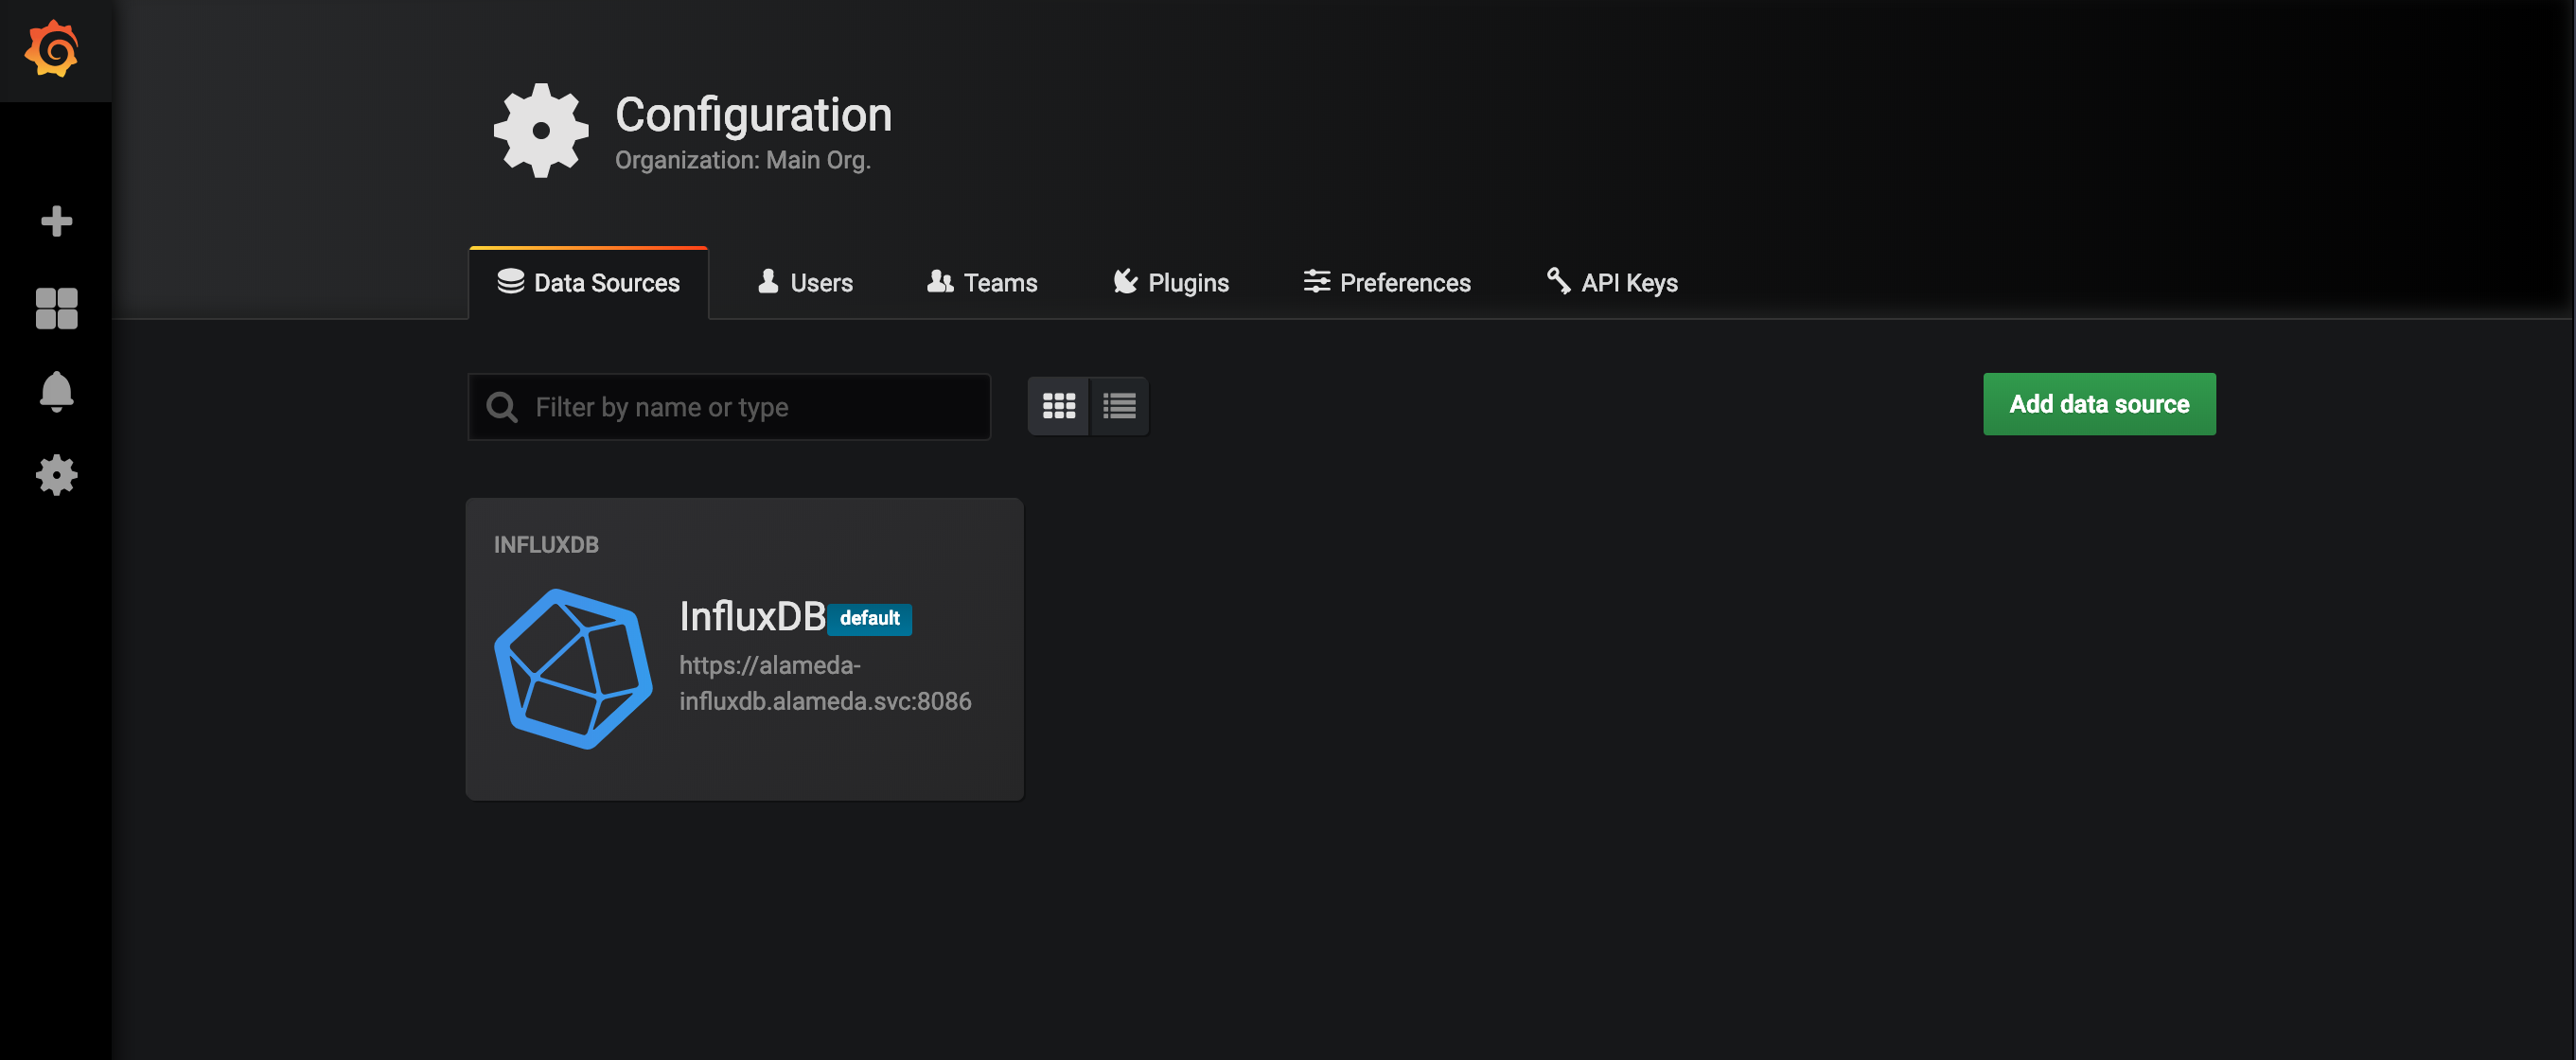 Configuration
Organization: Main Org.
Data Sources
Users
Teams
Plugins
Preferences
API Keys
Filter by name or type
Add data source
INFLUXDB
InfluxDB default
https://alameda-
influxdb.alameda.svc:8086